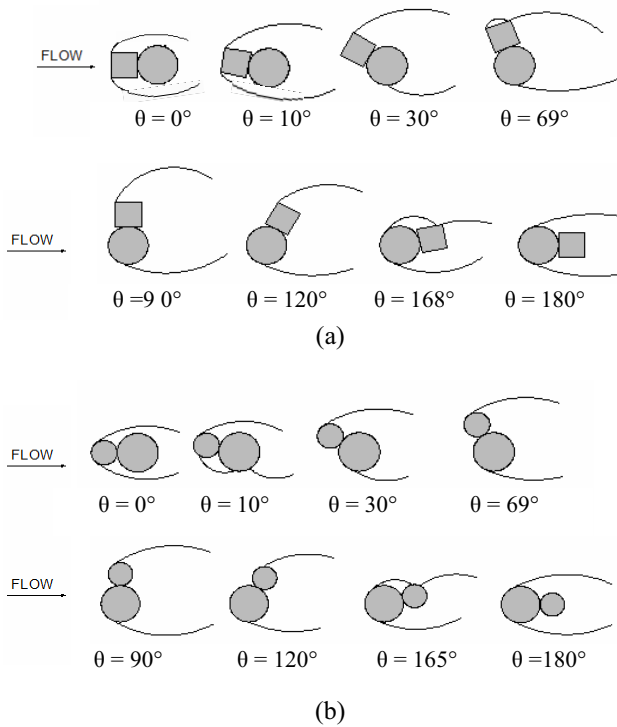 FLOW
θ = 0° θ = 10° θ = 30° θ = 69°
FLOW
θ =9 0° θ = 120° θ = 168° θ = 180°
(a)
FLOW
θ = 0° θ = 10° θ = 30° θ = 69°
FLOW
θ = 90° θ = 120° θ = 165° θ =180°
(b)